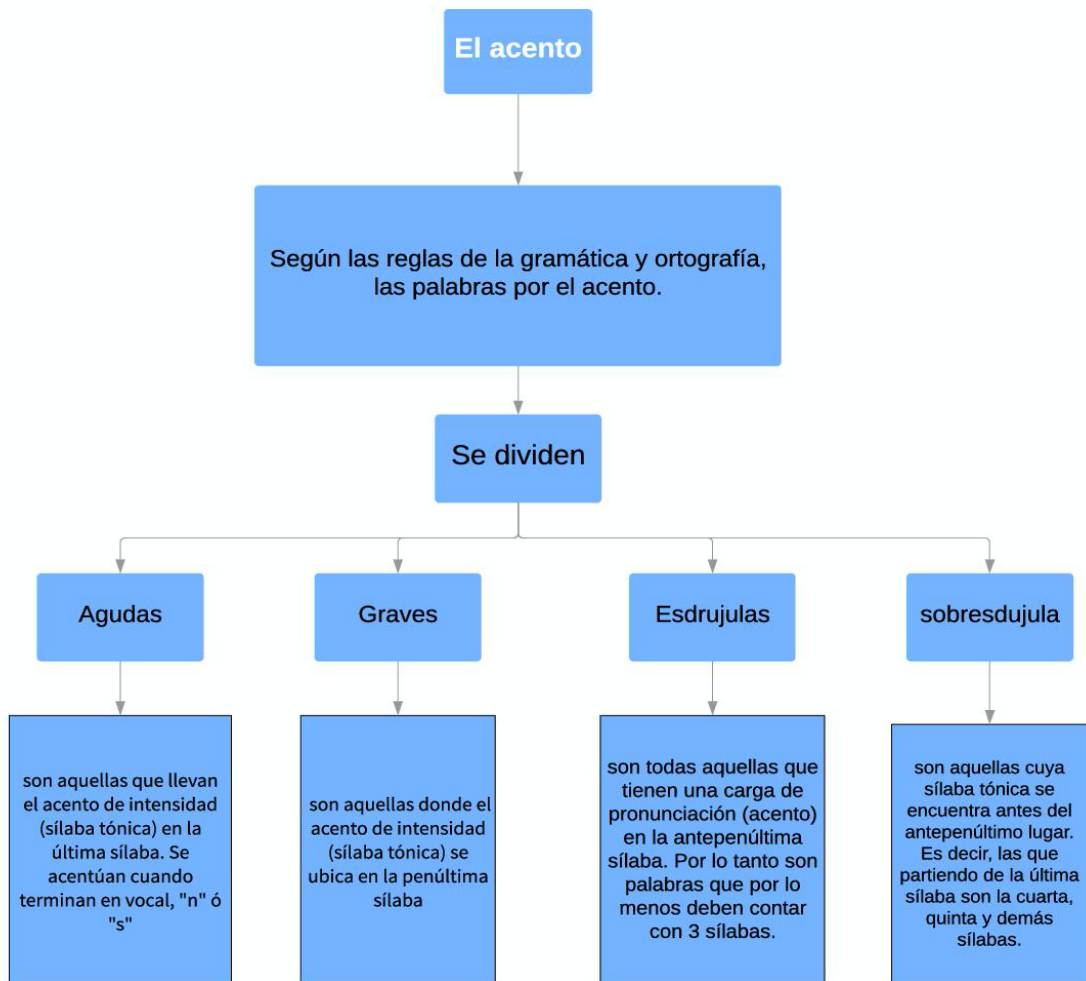 El acento
Según las reglas de la gramática y ortografía,
las palabras por el acento.
Se dividen
Agudas
Graves
Esdrujulas
sobresdujula
son aquellas que llevan
el acento de intensidad
(sílaba tónica) en la
última sílaba. Se
acentúan cuando
terminan en vocal, "n" ó
"s"
son aquellas donde el
acento de intensidad
(sílaba tónica) se
ubica en la penúltima
sílaba
son todas aquellas que
tienen una carga de
pronunciación (acento)
en la antepenúltima
sílaba. Por lo tanto son
palabras que por lo
menos deben contar
con 3 sílabas.
son aquellas cuya
sílaba tónica se
encuentra antes del
antepenúltimo lugar.
Es decir, las que
partiendo de la última
sílaba son la cuarta,
quinta y demás
sílabas.